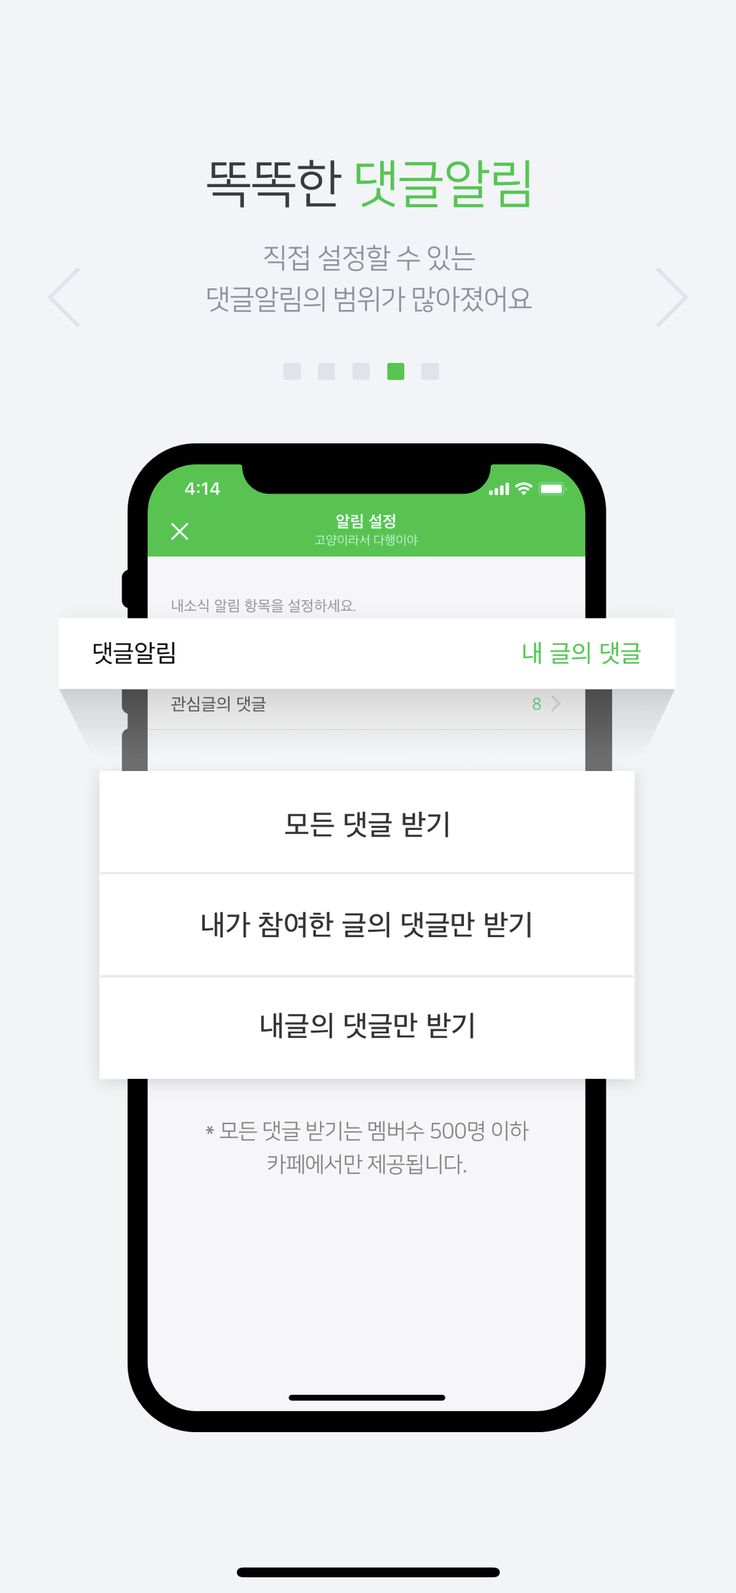 똑똑한 댓글알림
직접 설정할 수 있는
댓글알림의 범위가 많아졌어요
4:14
알림 설정
고양이라서 다행이야
내소식 알림 항목을 설정하세요.
댓글알림 내 글의 댓글
관심글의 댓글 8
모든 댓글 받기
내가 참여한 글의 댓글만 받기
내글의 댓글만 받기
* 모든 댓글 받기는 멤버수 500명 이하
카페에서만 제공됩니다.